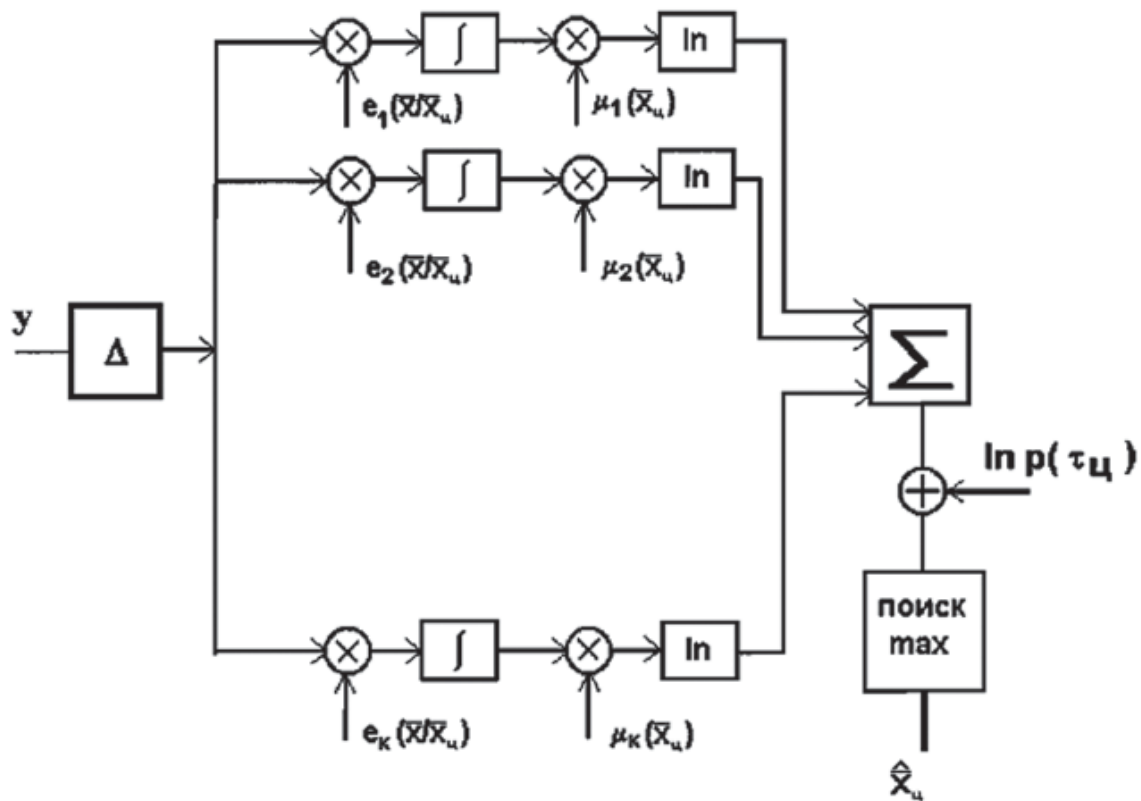 × ∫ × ln
e₁(x̅/x̅ц) μ₁(x̅ц)
× ∫ × ln
e₂(x̅/x̅ц) μ₂(x̅ц)
y
Δ
Σ
+ ln p( τц )
поиск
max
× ∫ × ln
eк(x̅/x̅ц) μк(x̅ц)
x̅̂ц